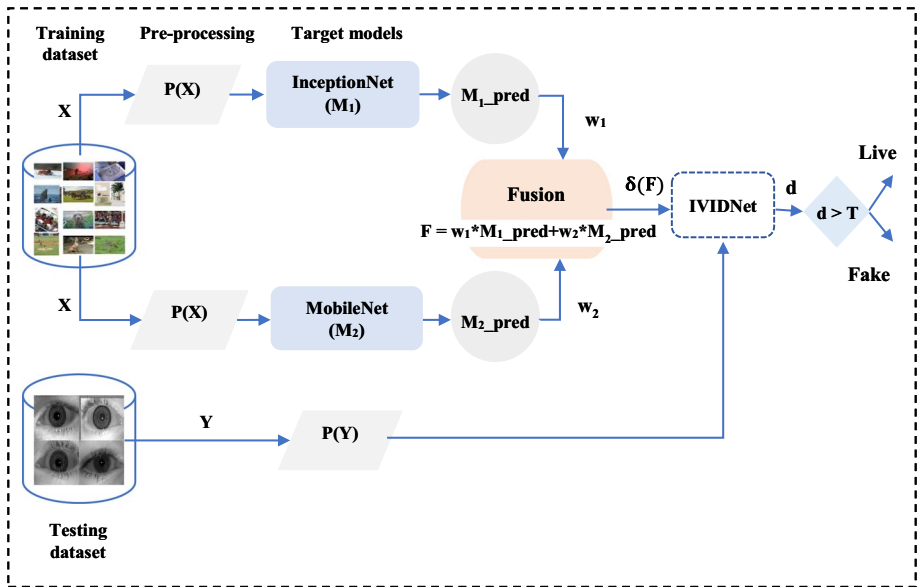 Training
dataset
Pre-processing
Target models
X
P(X)
InceptionNet
(M₁)
M₁_pred
w₁
Fusion
F = w₁*M₁_pred+w₂*M₂_pred
δ(F)
IVIDNet
d
d > T
Live
Fake
X
P(X)
MobileNet
(M₂)
M₂_pred
w₂
Y
P(Y)
Testing
dataset